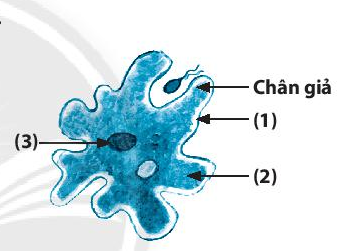 Chân giả
(1)
(3)
(2)